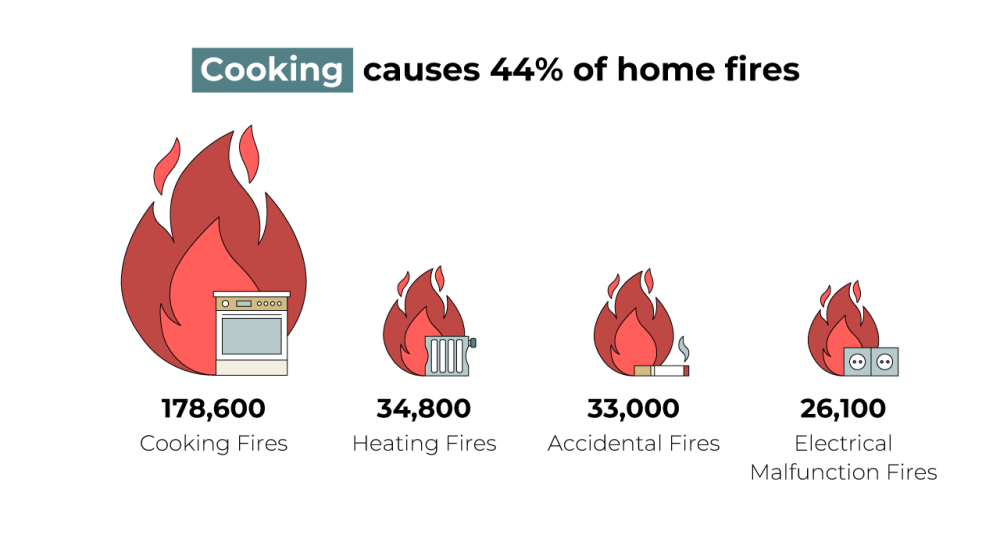 Cooking causes 44% of home fires
178,600
Cooking Fires
34,800
Heating Fires
33,000
Accidental Fires
26,100
Electrical
Malfunction Fires